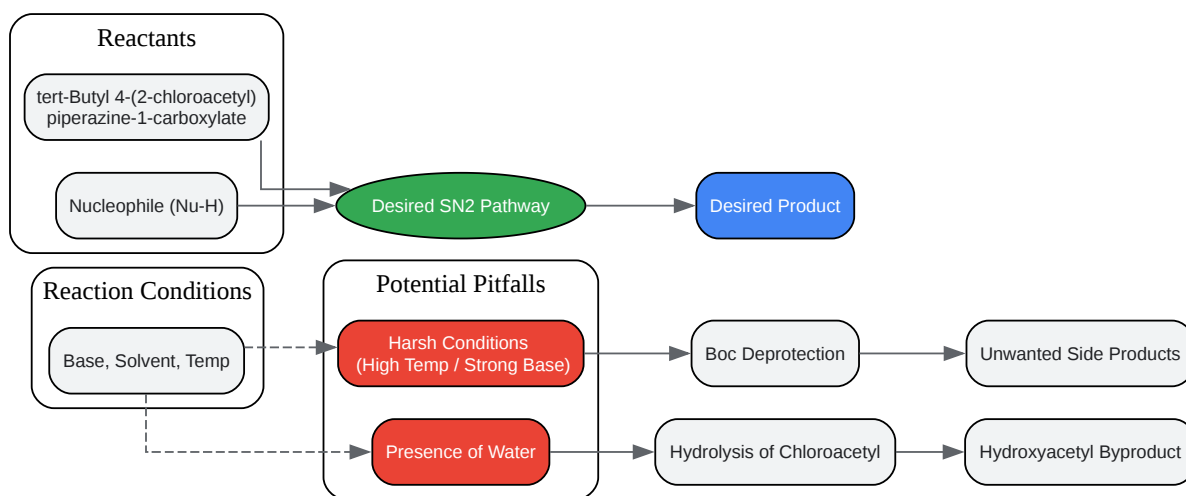 Reactants
tert-Butyl 4-(2-chloroacetyl)
piperazine-1-carboxylate
Nucleophile (Nu-H)
Desired SN2 Pathway
Desired Product
Reaction Conditions
Base, Solvent, Temp
Potential Pitfalls
Harsh Conditions
(High Temp / Strong Base)
Boc Deprotection
Unwanted Side Products
Presence of Water
Hydrolysis of Chloroacetyl
Hydroxyacetyl Byproduct